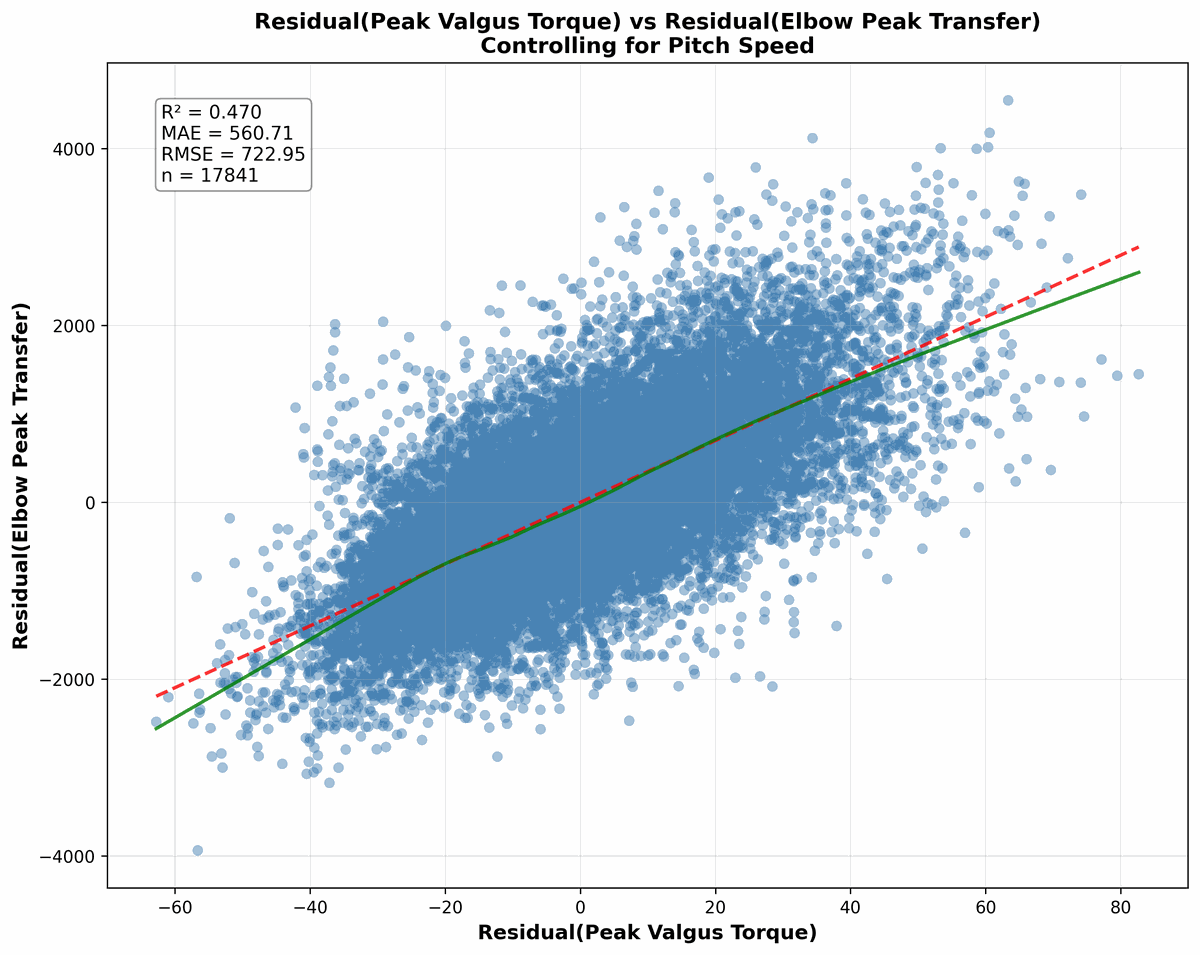 Residual(Peak Valgus Torque) vs Residual(Elbow Peak Transfer)
Controlling for Pitch Speed
R² = 0.470
MAE = 560.71
RMSE = 722.95
n = 17841
Residual(Elbow Peak Transfer)
4000
2000
0
−2000
−4000
−60
−40
−20
0
20
40
60
80
Residual(Peak Valgus Torque)